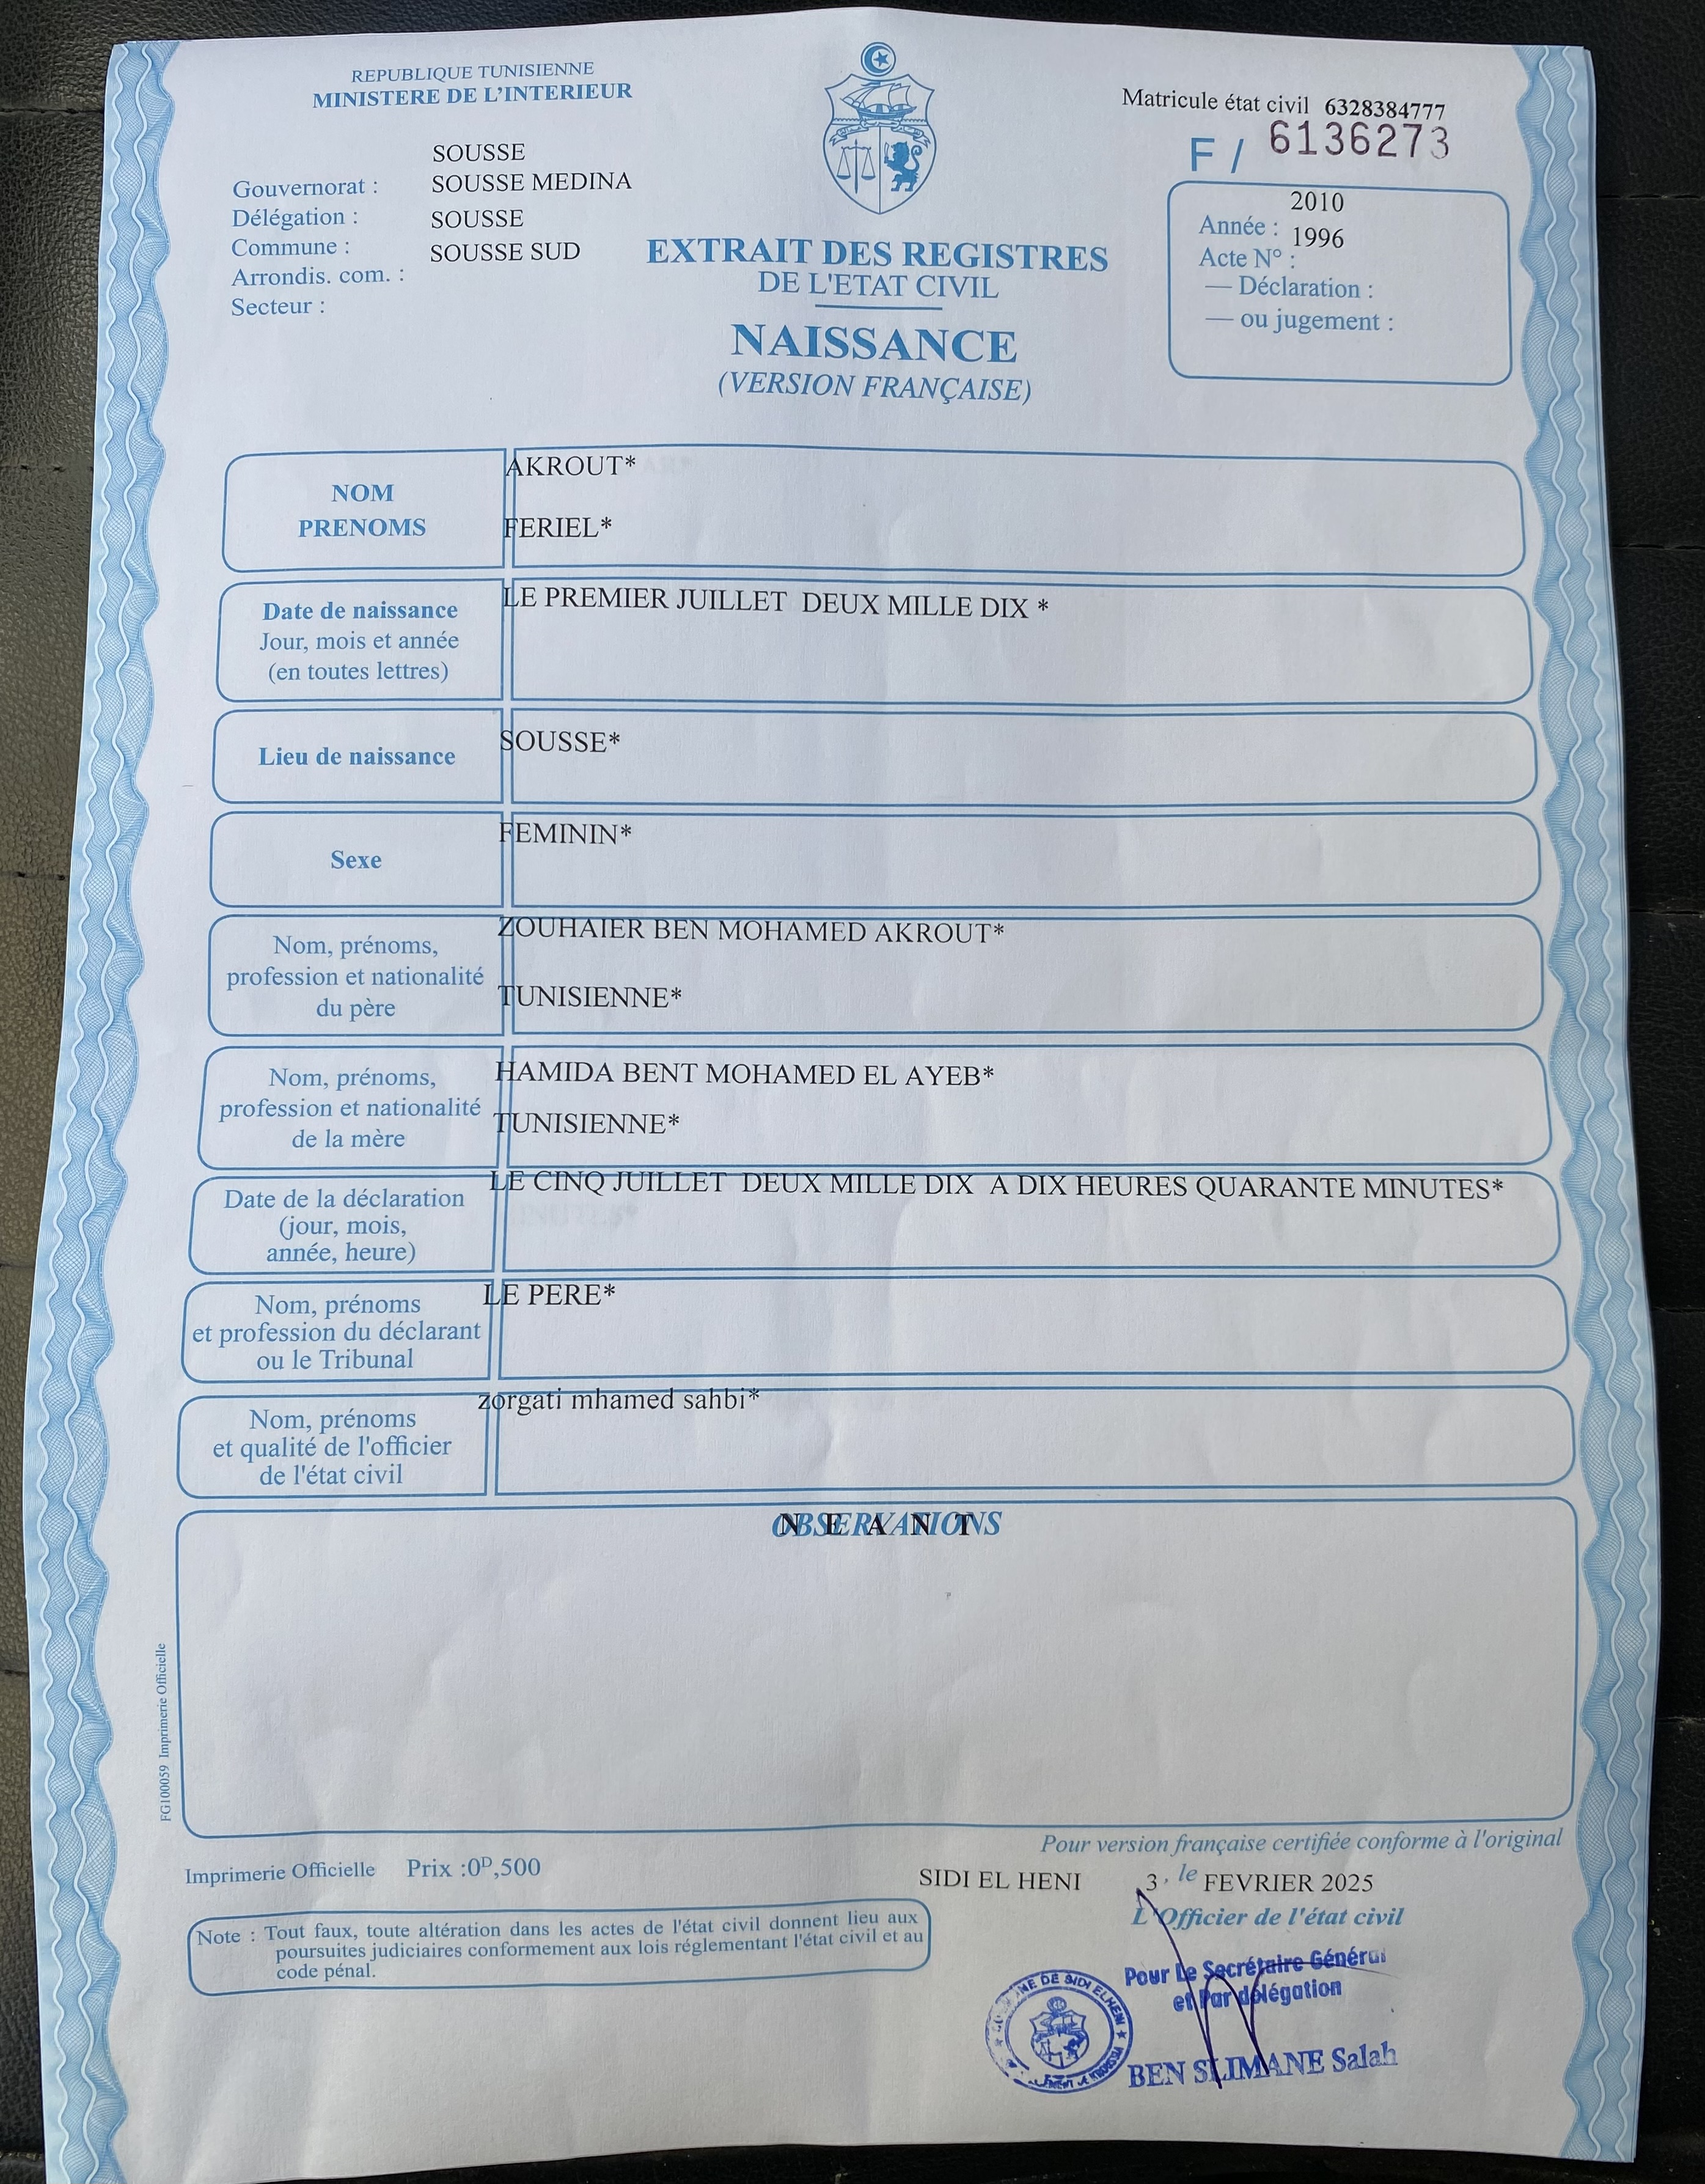 REPUBLIQUE TUNISIENNE
MINISTERE DE L'INTERIEUR
Matricule état civil 6328384777
F / 6136273
SOUSSE
Gouvernorat : SOUSSE MEDINA
Délégation : SOUSSE
Commune : SOUSSE SUD
Arrondis. com. :
Secteur :
EXTRAIT DES REGISTRES
DE L'ETAT CIVIL
NAISSANCE
(VERSION FRANÇAISE)
2010
Année : 1996
Acte N° :
— Déclaration :
— ou jugement :
NOM
PRENOMS
AKROUT*
FERIEL*
Date de naissance
Jour, mois et année
(en toutes lettres)
LE PREMIER JUILLET DEUX MILLE DIX *
Lieu de naissance
SOUSSE*
Sexe
FEMININ*
Nom, prénoms,
profession et nationalité
du père
ZOUHAIER BEN MOHAMED AKROUT*
TUNISIENNE*
Nom, prénoms,
profession et nationalité
de la mère
HAMIDA BENT MOHAMED EL AYEB*
TUNISIENNE*
Date de la déclaration
(jour, mois,
année, heure)
LE CINQ JUILLET DEUX MILLE DIX A DIX HEURES QUARANTE MINUTES*
Nom, prénoms
et profession du déclarant
ou le Tribunal
LE PERE*
Nom, prénoms
et qualité de l'officier
de l'état civil
zorgati mhamed sahbi*
OBSERVATIONS
N E A N T
FG100059 Imprimerie Officielle
Pour version française certifiée conforme à l'original
Imprimerie Officielle Prix :0D,500
SIDI EL HENI 3 , le FEVRIER 2025
L'Officier de l'état civil
Note : Tout faux, toute altération dans les actes de l'état civil donnent lieu aux
poursuites judiciaires conformement aux lois réglementant l'état civil et au
code pénal.
Pour Le Secrétaire Général
et Par délégation
BEN SLIMANE Salah
DE SIDI ELHENI